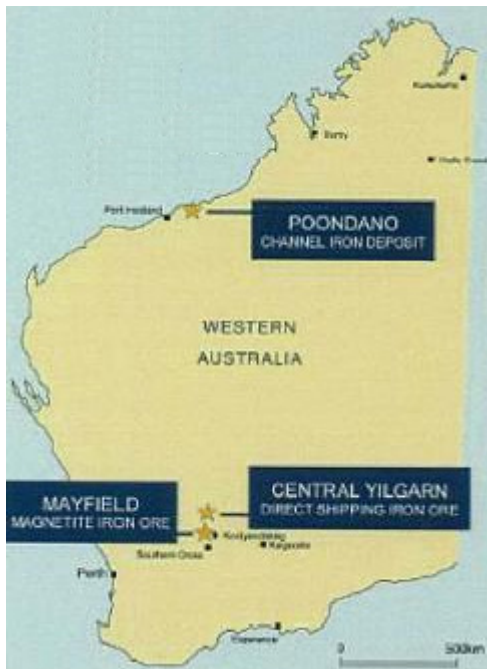 Kununurra
Derby
Port Hedland
POONDANO
CHANNEL IRON DEPOSIT
WESTERN
AUSTRALIA
CENTRAL YILGARN
DIRECT SHIPPING IRON ORE
MAYFIELD
MAGNETITE IRON ORE
Koolyanobbing
Southern Cross
Kalgoorlie
Perth
Esperance
0 500km